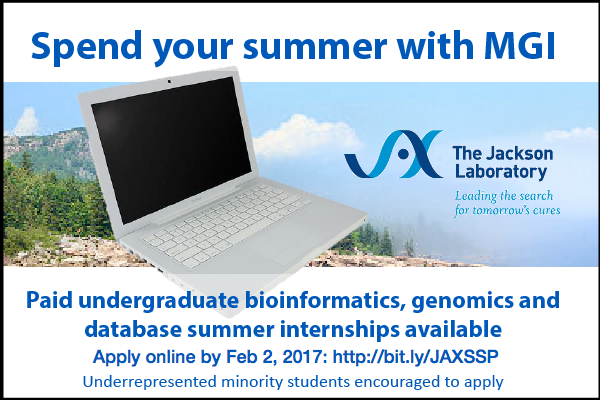 Spend your summer with MGI
JAX
The Jackson
Laboratory
Leading the search
for tomorrow's cures
Paid undergraduate bioinformatics, genomics and
database summer internships available
Apply online by Feb 2, 2017: http://bit.ly/JAXSSP
Underrepresented minority students encouraged to apply